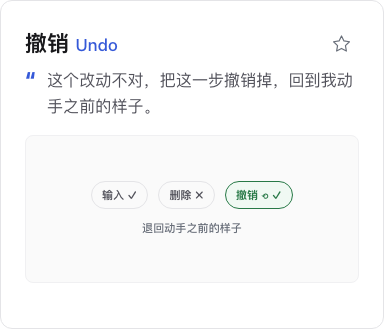 撤销 Undo
“ 这个改动不对，把这一步撤销掉，回到我动
手之前的样子。
输入 ✓ 删除 ✕ 撤销 ⟲ ✓
退回动手之前的样子